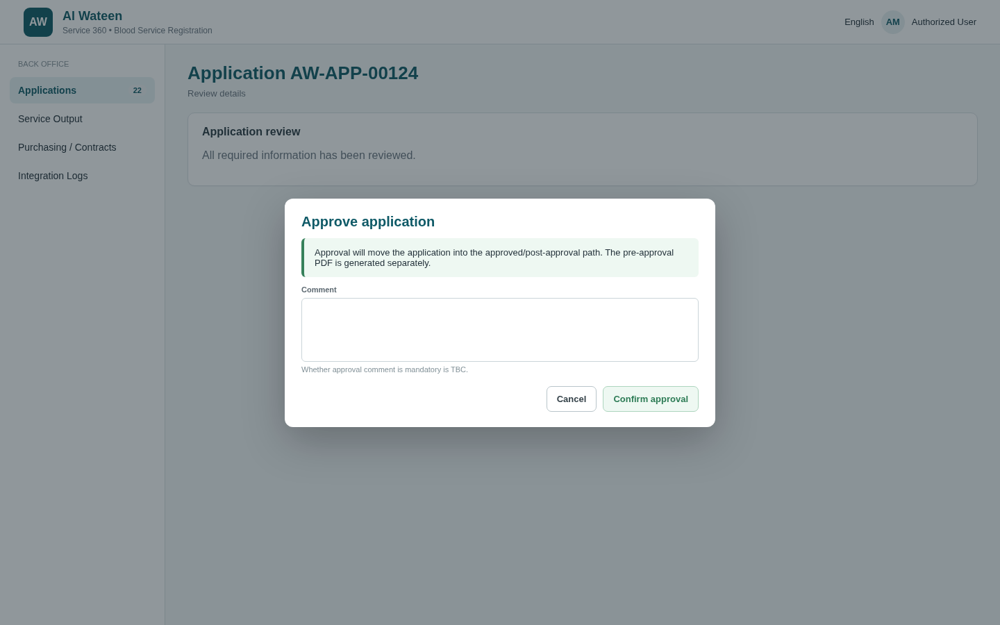 AW
Al Wateen
Service 360 • Blood Service Registration
English
AM
Authorized User
BACK OFFICE
Applications
22
Service Output
Purchasing / Contracts
Integration Logs
Application AW-APP-00124
Review details
Application review
All required information has been reviewed.
Approve application
Approval will move the application into the approved/post-approval path. The pre-approval
PDF is generated separately.
Comment
Whether approval comment is mandatory is TBC.
Cancel
Confirm approval